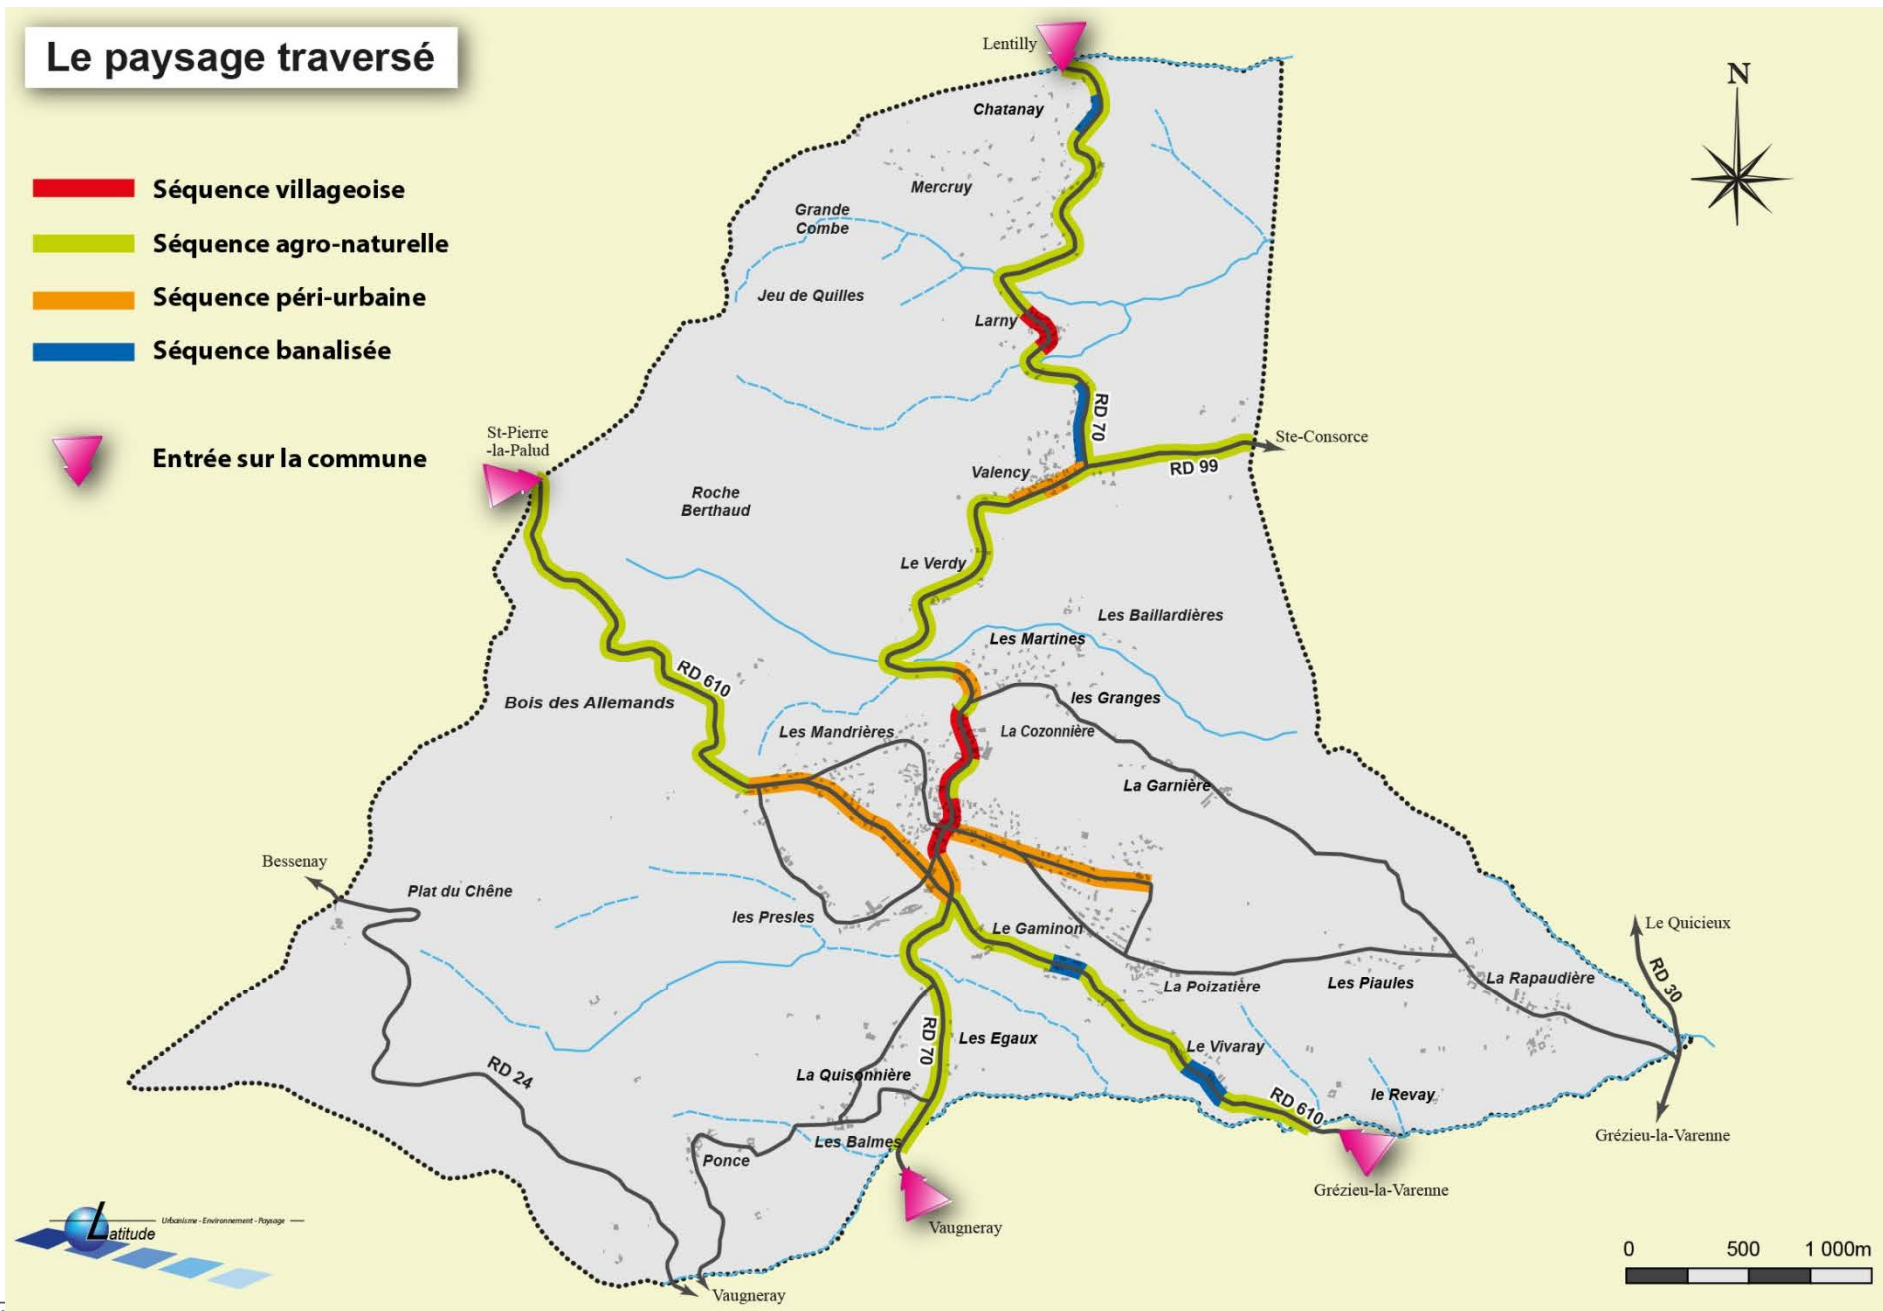 Le paysage traversé
Séquence villageoise
Séquence agro-naturelle
Séquence péri-urbaine
Séquence banalisée
Entrée sur la commune
N
Lentilly
Chatanay
Mercruy
Grande
Combe
Jeu de Quilles
Larny
RD 70
St-Pierre
-la-Palud
Ste-Consorce
RD 99
Valency
Roche
Berthaud
Le Verdy
Les Baillardières
Les Martines
RD 610
Bois des Allemands
les Granges
Les Mandrières
La Cozonnière
La Garnière
Bessenay
Plat du Chêne
les Presles
Le Gaminon
Le Quicieux
RD 30
La Poizatière
Les Piaules
La Rapaudière
RD 70
Les Egaux
Le Vivaray
RD 24
La Quisonnière
RD 610
le Revay
Les Balmes
Ponce
Grézieu-la-Varenne
Grézieu-la-Varenne
Vaugneray
Vaugneray
Latitude
Urbanisme - Environnement - Paysage
0 500 1 000m